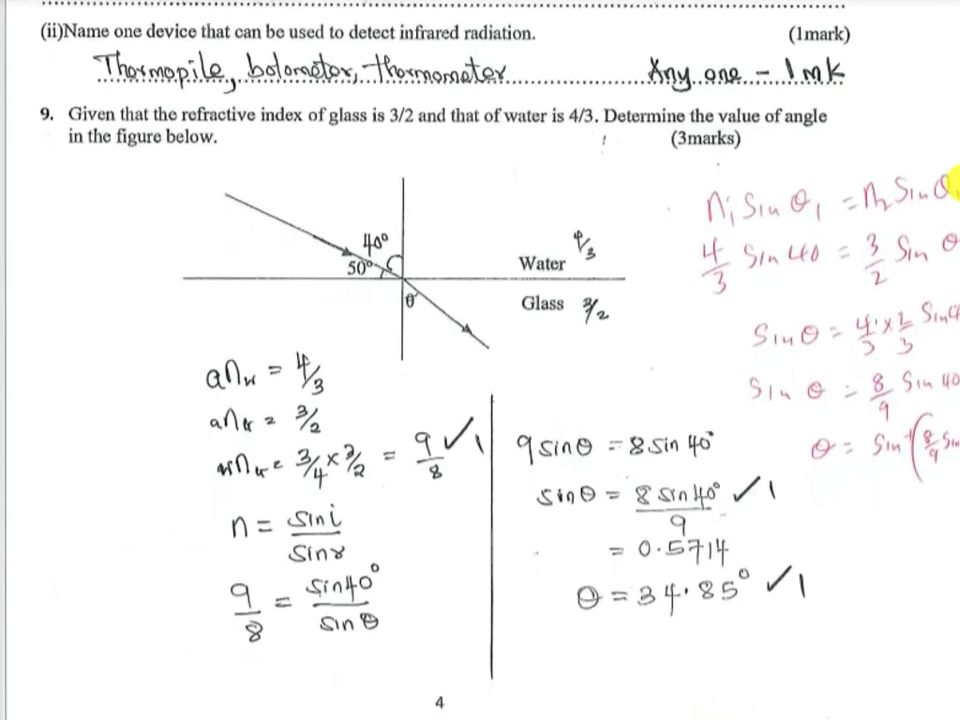 (ii)Name one device that can be used to detect infrared radiation. (1mark)
Thermopile, bolometer, thermometer Any one - 1 mk
9. Given that the refractive index of glass is 3/2 and that of water is 4/3. Determine the value of angle
in the figure below. (3marks)
40°
50°
Water 4/3
θ
Glass 3/2
n₁ Sin θ₁ = n₂ Sin θ
4/3 Sin 40 = 3/2 Sin θ
Sin θ = 4/3 × 2/3 Sin 4
Sin θ = 8/9 Sin 40
θ = Sin⁻¹(8/9 Sin
anw = 4/3
ang = 3/2
wng = 3/4 × 3/2 = 9/8 ✓1
n = sin i / sin r
9/8 = sin40° / sin θ
9 sin θ = 8 sin 40°
sin θ = 8 sin 40° / 9 ✓1
= 0.5714
θ = 34.85° ✓1
4